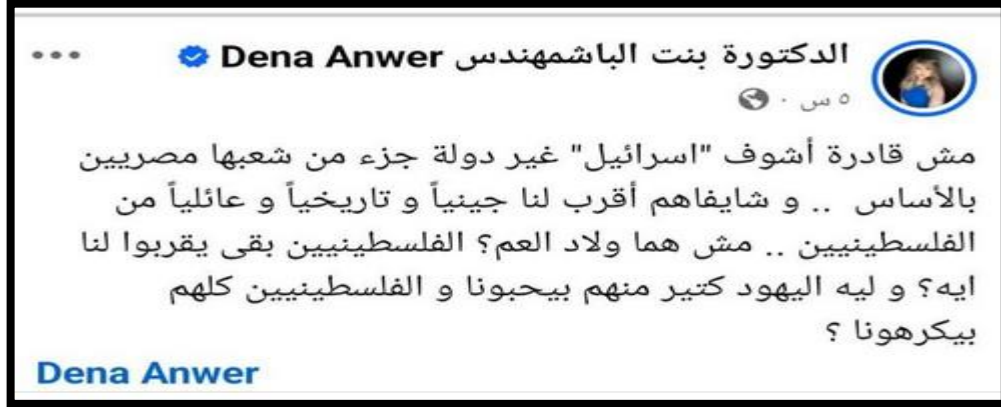 الدكتورة بنت الباشمهندس Dena Anwer
٥ س ·
مش قادرة أشوف "اسرائيل" غير دولة جزء من شعبها مصريين
بالأساس .. و شايفاهم أقرب لنا جينياً و تاريخياً و عائلياً من
الفلسطينيين .. مش هما ولاد العم؟ الفلسطينيين بقى يقربوا لنا
ايه؟ و ليه اليهود كتير منهم بيحبونا و الفلسطينيين كلهم
بيكرهونا ؟
Dena Anwer